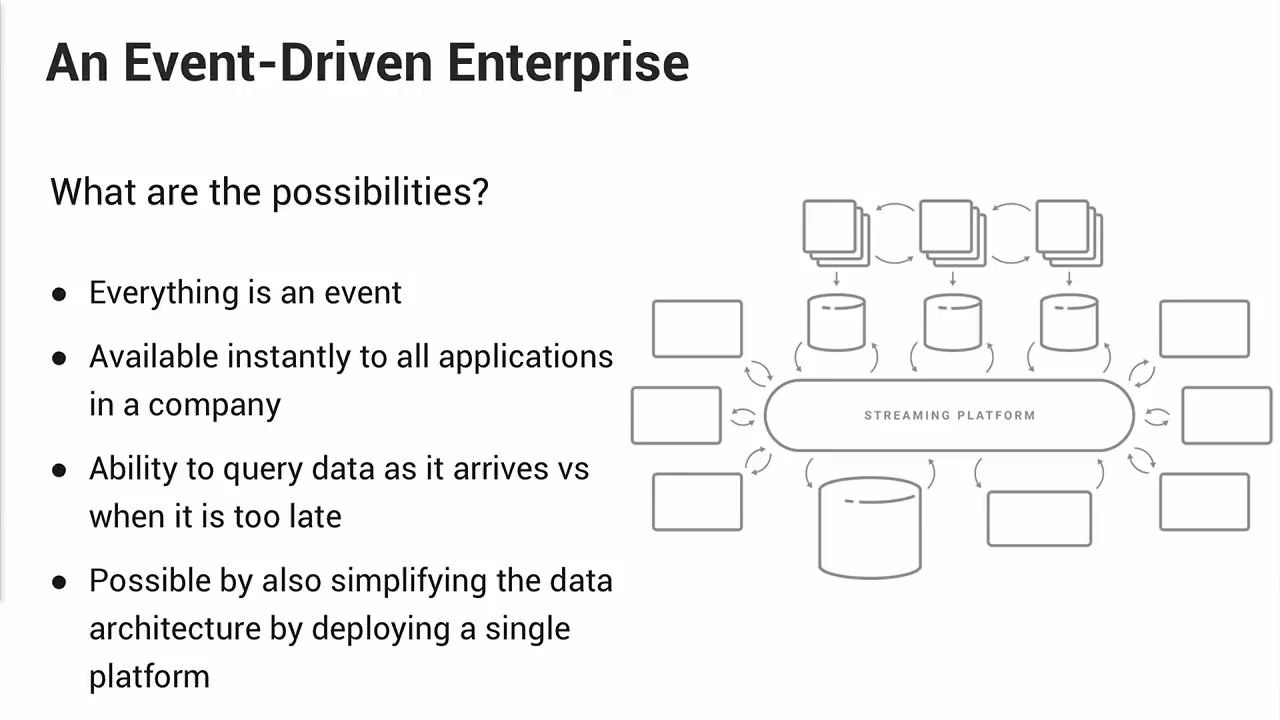 An Event-Driven Enterprise
What are the possibilities?
● Everything is an event
● Available instantly to all applications
in a company
● Ability to query data as it arrives vs
when it is too late
● Possible by also simplifying the data
architecture by deploying a single
platform
STREAMING PLATFORM